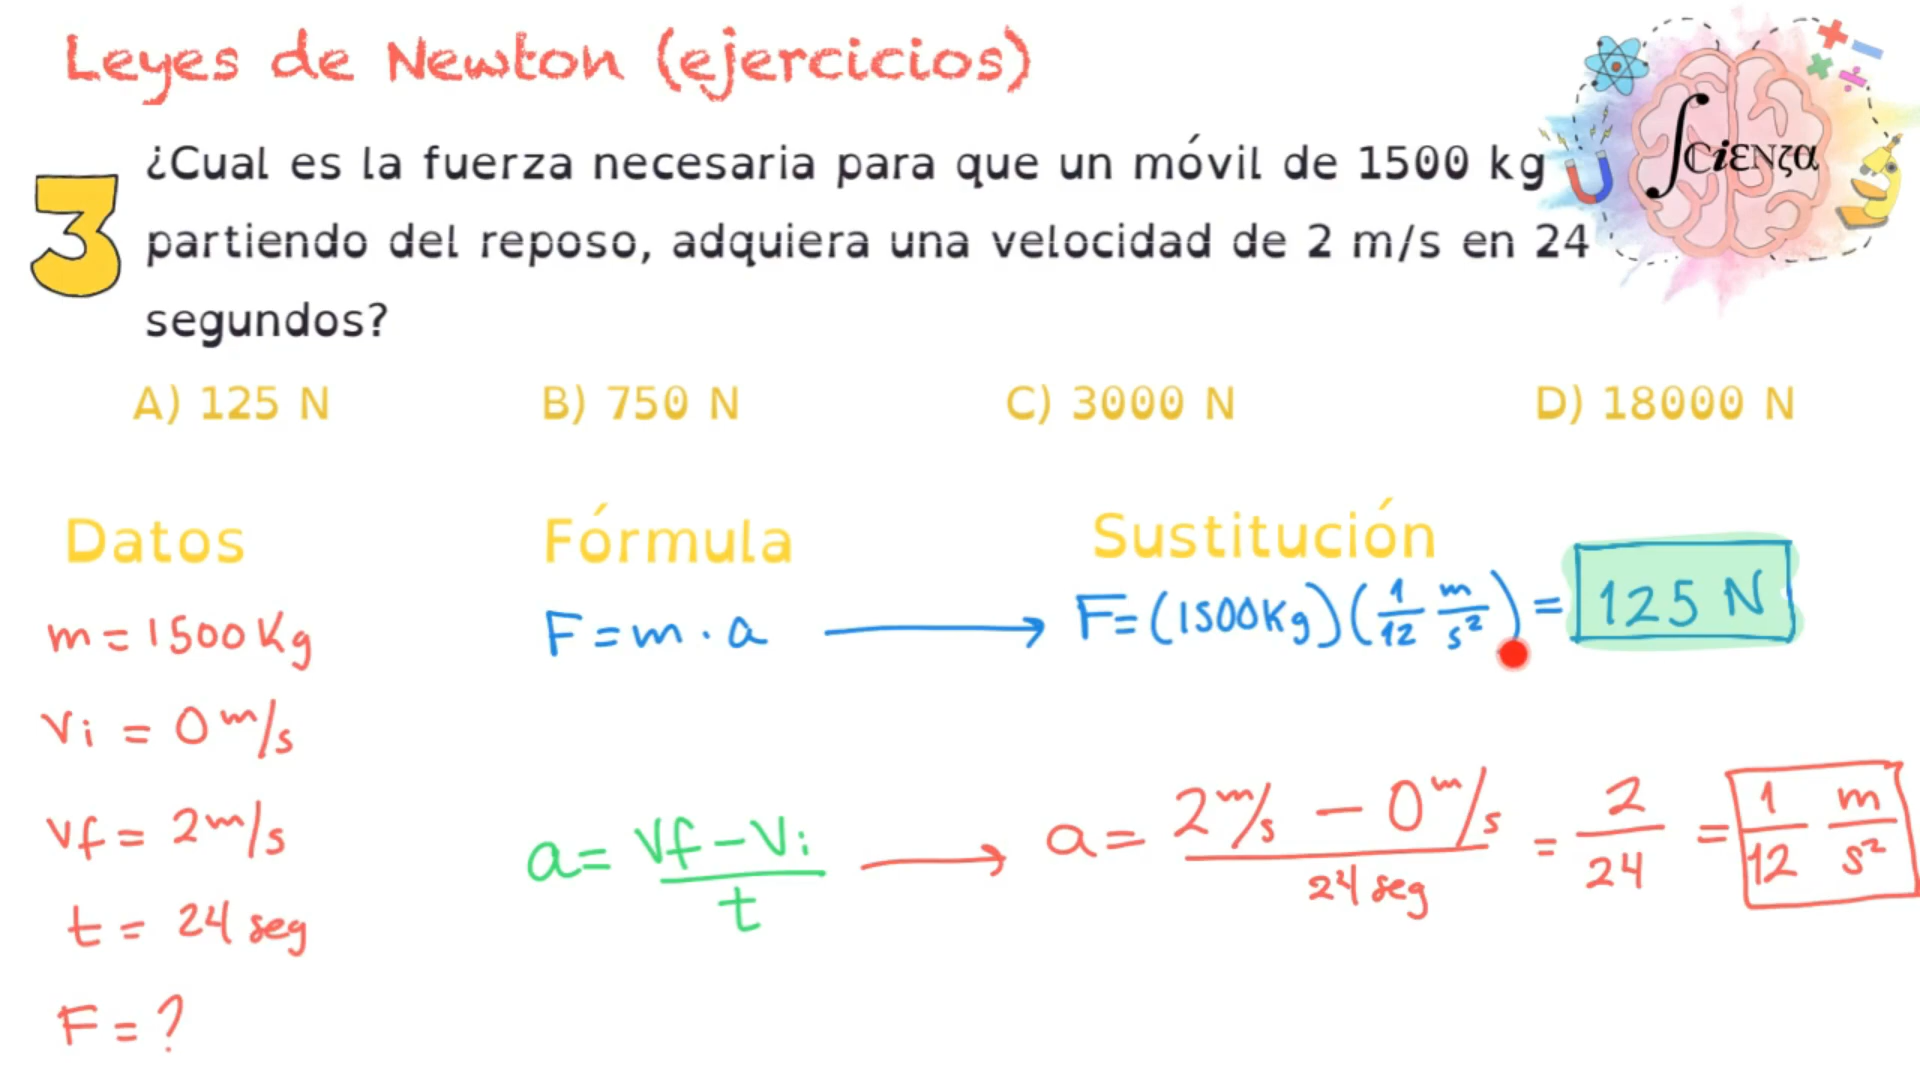 Leyes de Newton (ejercicios)
∫CiENζα
3
¿Cual es la fuerza necesaria para que un móvil de 1500 kg
partiendo del reposo, adquiera una velocidad de 2 m/s en 24
segundos?
A) 125 N B) 750 N C) 3000 N D) 18000 N
Datos Fórmula Sustitución
m = 1500 Kg F = m · a → F = (1500Kg)(1/12 m/s²) = 125 N
Vi = 0 m/s
Vf = 2 m/s a = Vf - Vi / t → a = 2 m/s - 0 m/s / 24 seg = 2/24 = 1/12 m/s²
t = 24 seg
F = ?